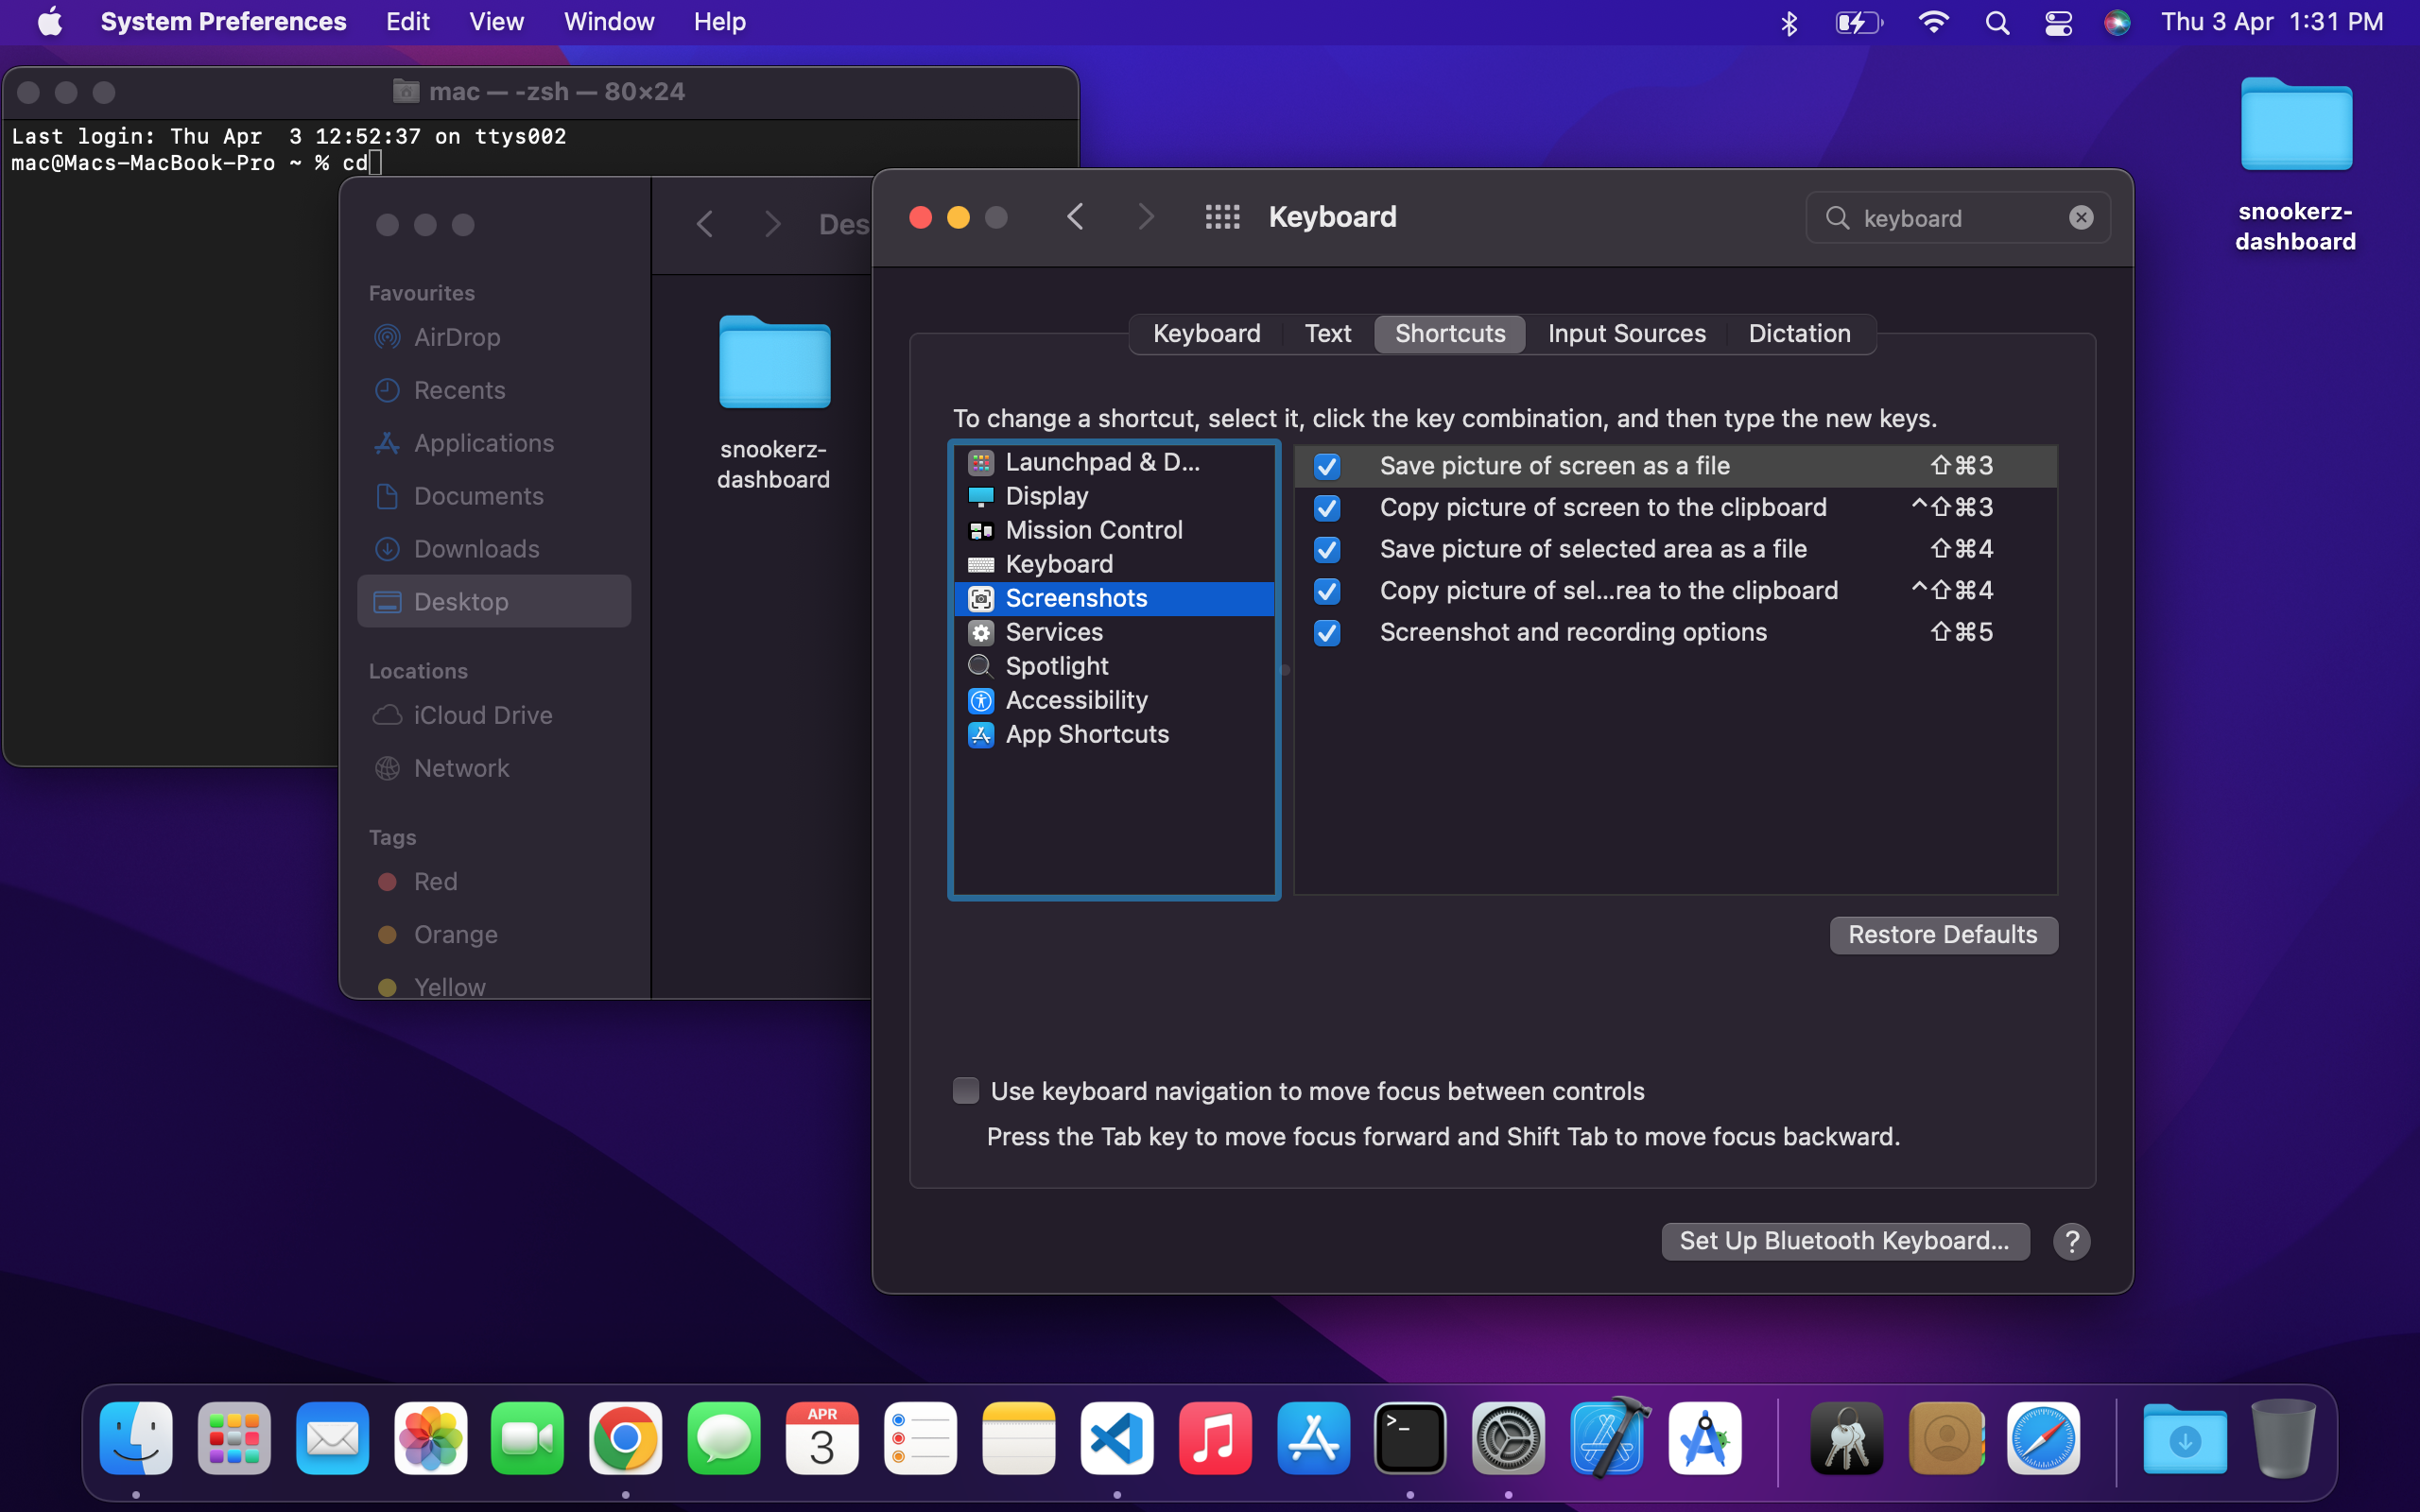 System Preferences Edit View Window Help
Thu 3 Apr 1:31 PM
mac — -zsh — 80×24
Last login: Thu Apr  3 12:52:37 on ttys002
mac@Macs-MacBook-Pro ~ % cd
snookerz-
dashboard
Des
Favourites
AirDrop
Recents
Applications
Documents
Downloads
Desktop
Locations
iCloud Drive
Network
Tags
Red
Orange
Yellow
snookerz-
dashboard
Keyboard
keyboard
Keyboard Text Shortcuts Input Sources Dictation
To change a shortcut, select it, click the key combination, and then type the new keys.
Launchpad & D...
Display
Mission Control
Keyboard
Screenshots
Services
Spotlight
Accessibility
App Shortcuts
Save picture of screen as a file ⇧⌘3
Copy picture of screen to the clipboard ^⇧⌘3
Save picture of selected area as a file ⇧⌘4
Copy picture of sel...rea to the clipboard ^⇧⌘4
Screenshot and recording options ⇧⌘5
Restore Defaults
Use keyboard navigation to move focus between controls
Press the Tab key to move focus forward and Shift Tab to move focus backward.
Set Up Bluetooth Keyboard...
?
APR
3
>_